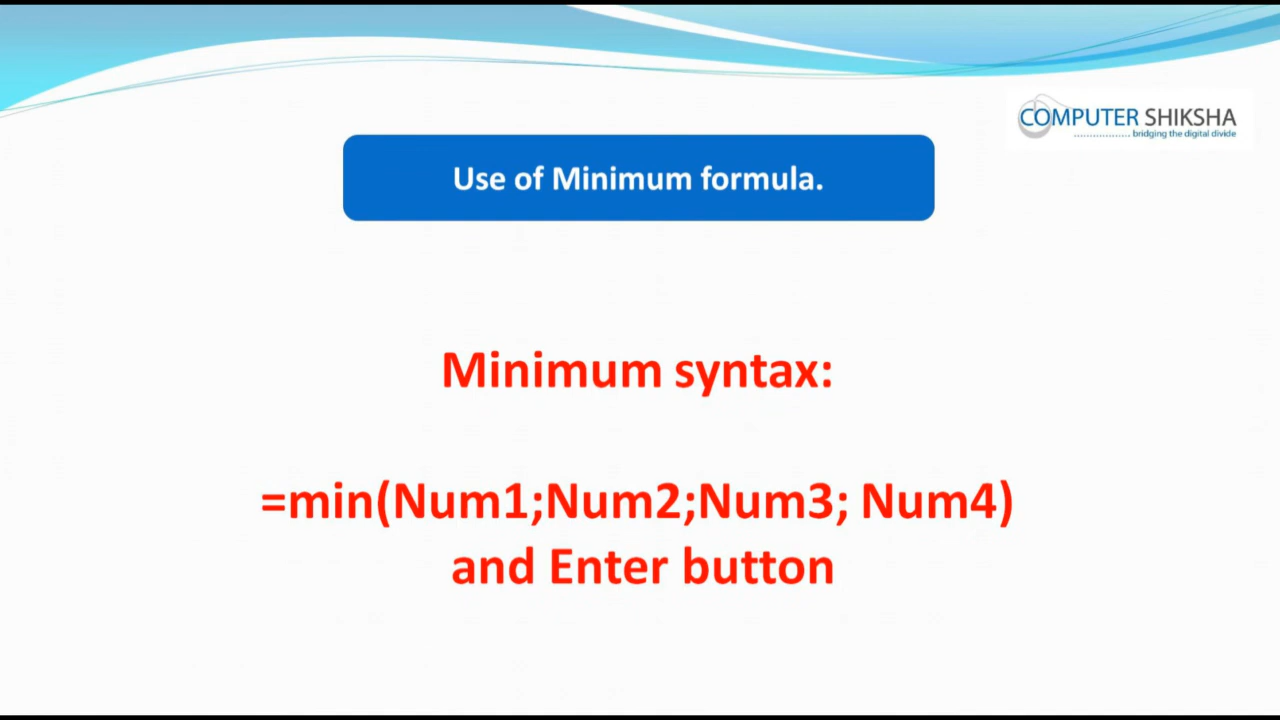 COMPUTER SHIKSHA
bridging the digital divide
Use of Minimum formula.
Minimum syntax:
=min(Num1;Num2;Num3; Num4)
and Enter button